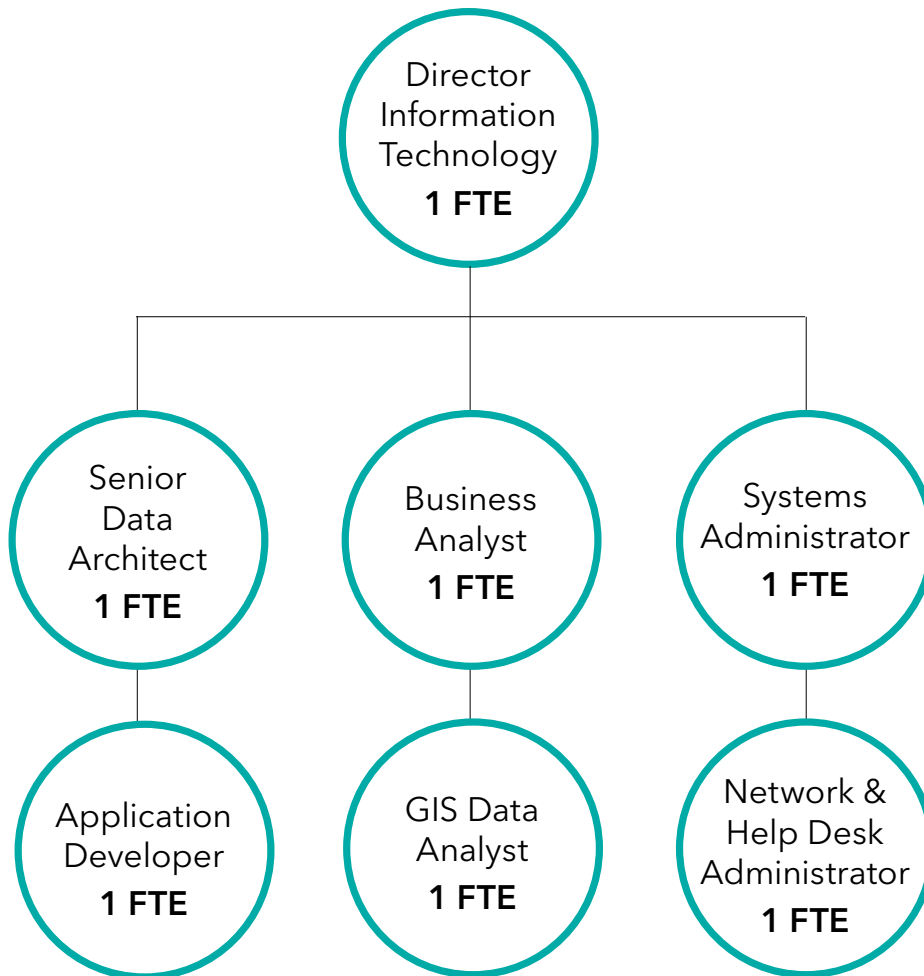 Director
Information
Technology
1 FTE
Senior
Data
Architect
1 FTE
Business
Analyst
1 FTE
Systems
Administrator
1 FTE
Application
Developer
1 FTE
GIS Data
Analyst
1 FTE
Network &
Help Desk
Administrator
1 FTE